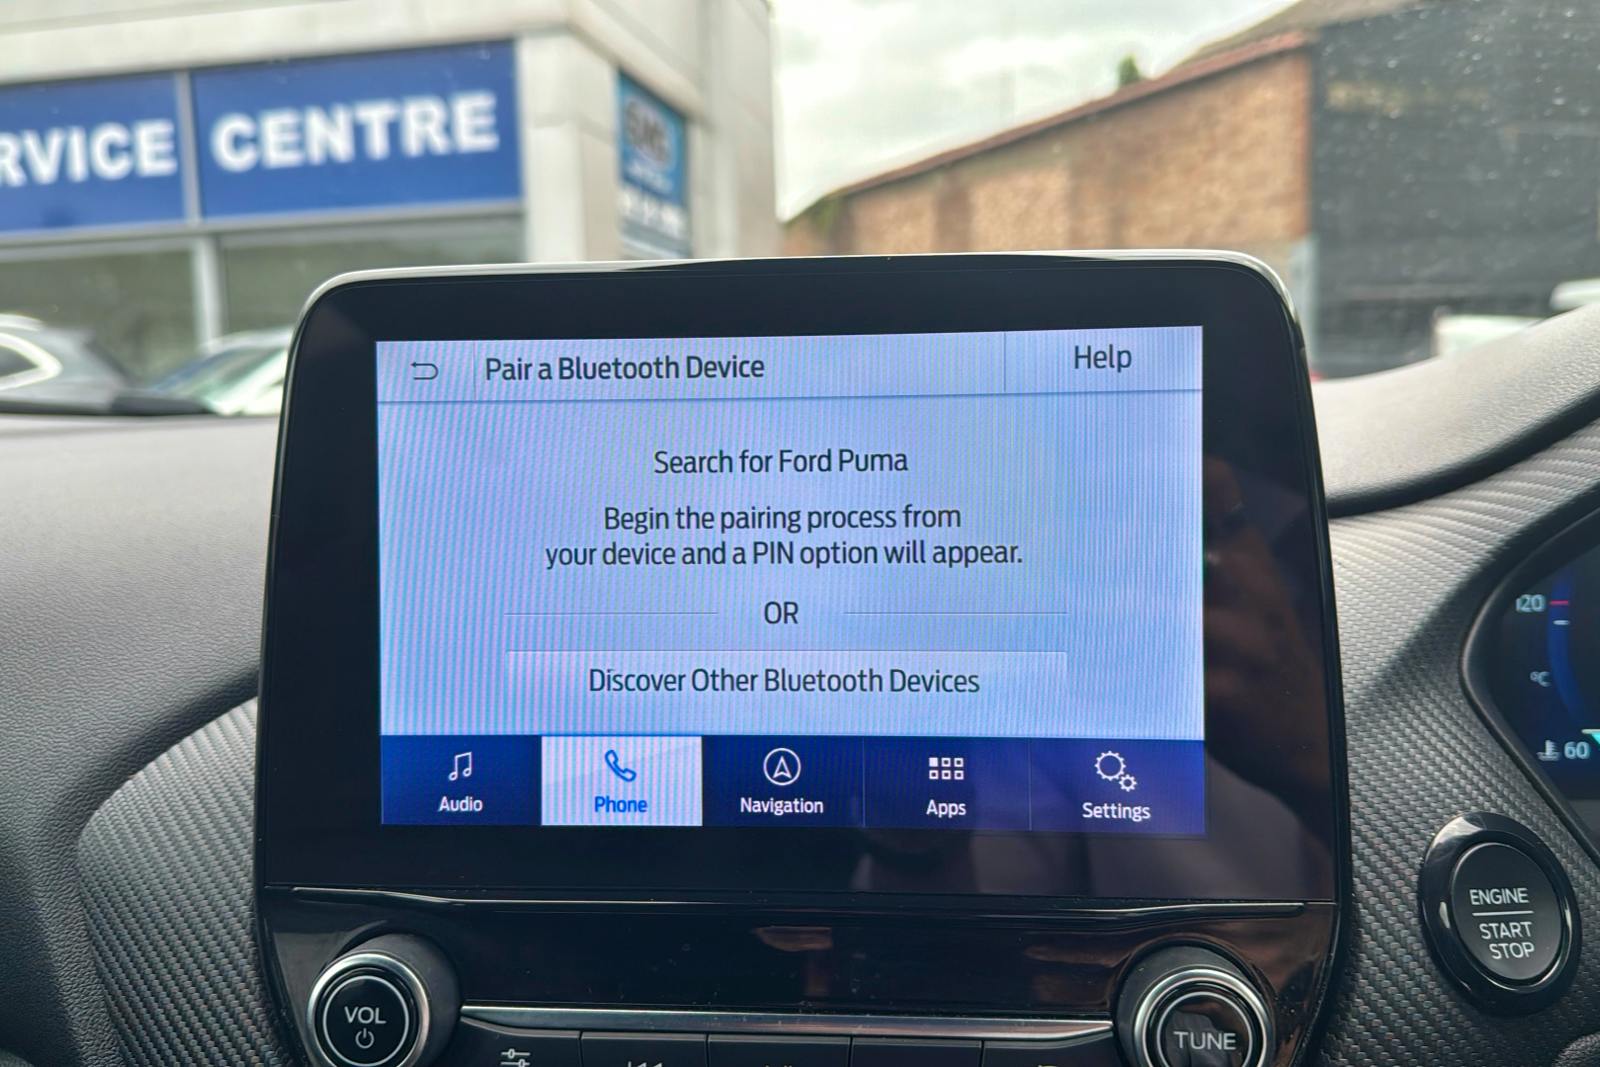 RVICE CENTRE
Pair a Bluetooth Device
Help
Search for Ford Puma
Begin the pairing process from
your device and a PIN option will appear.
OR
Discover Other Bluetooth Devices
Audio
Phone
Navigation
Apps
Settings
120
°C
60
ENGINE
START
STOP
VOL
TUNE